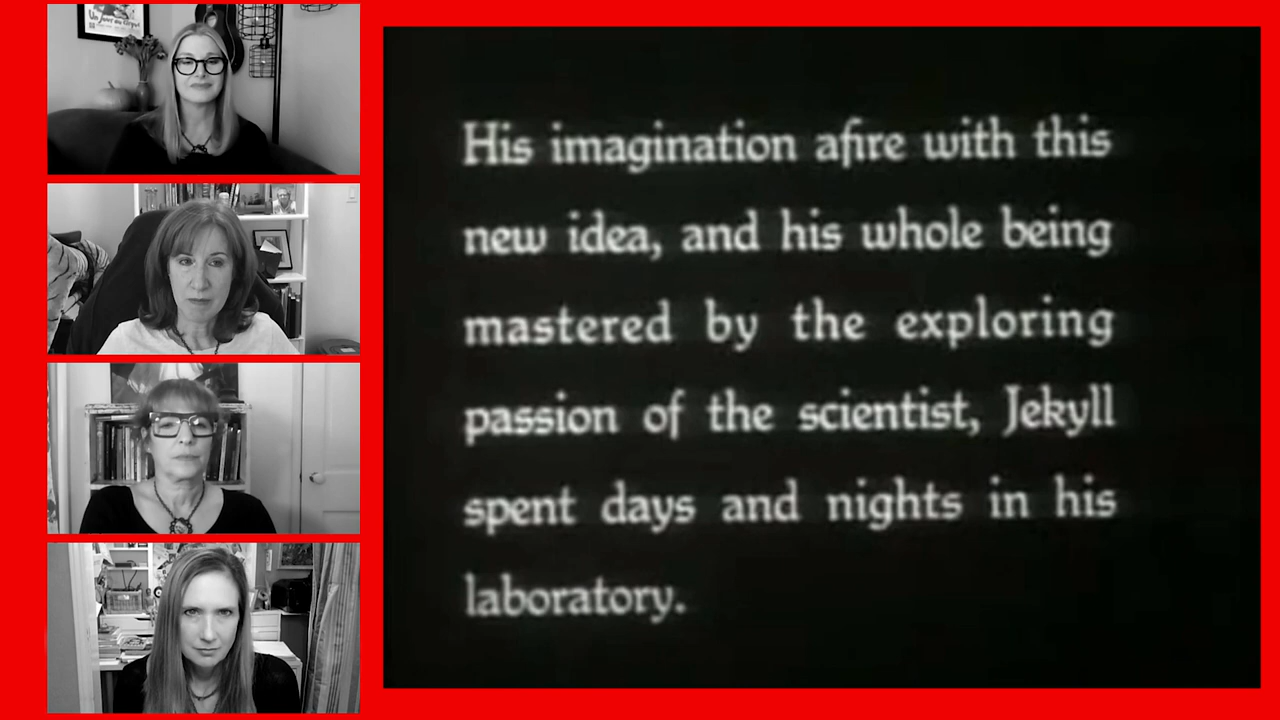 His imagination afire with this
new idea, and his whole being
mastered by the exploring
passion of the scientist, Jekyll
spent days and nights in his
laboratory.